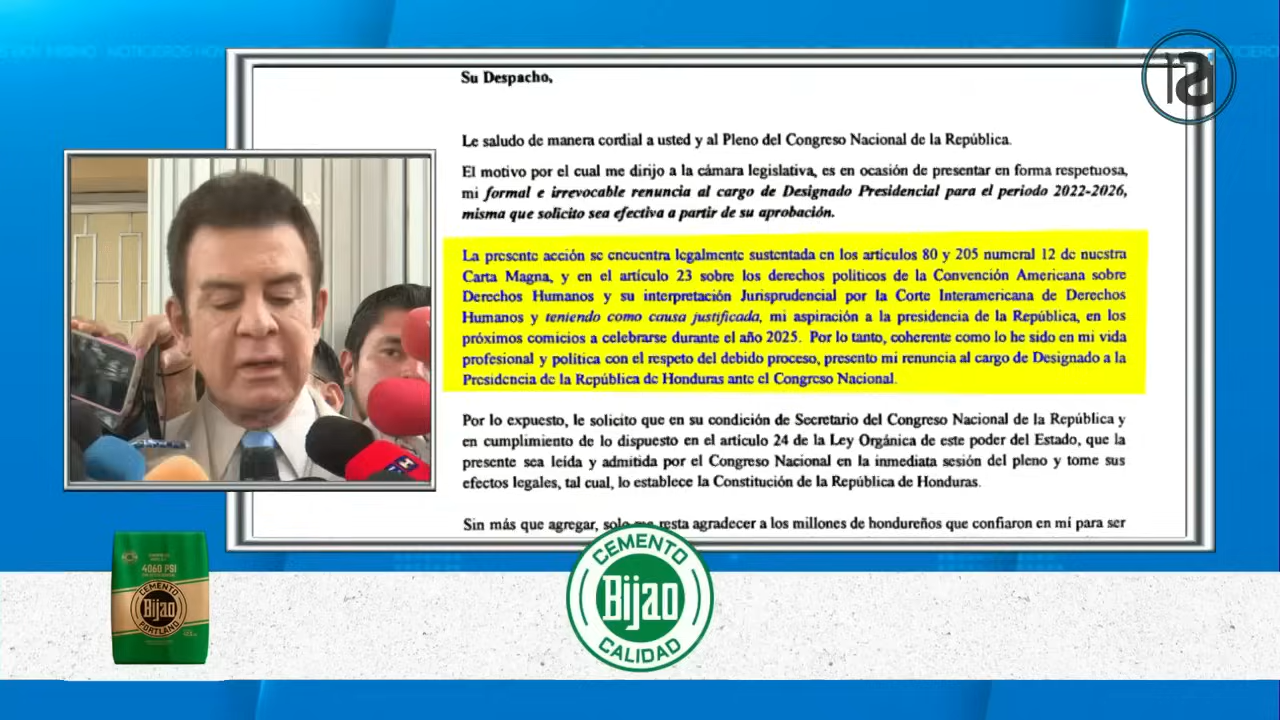 Su Despacho,
Le saludo de manera cordial a usted y al Pleno del Congreso Nacional de la República.
El motivo por el cual me dirijo a la cámara legislativa, es en ocasión de presentar en forma respetuosa,
mi formal e irrevocable renuncia al cargo de Designado Presidencial para el periodo 2022-2026,
misma que solicito sea efectiva a partir de su aprobación.
La presente acción se encuentra legalmente sustentada en los artículos 80 y 205 numeral 12 de nuestra
Carta Magna, y en el artículo 23 sobre los derechos políticos de la Convención Americana sobre
Derechos Humanos y su interpretación Jurisprudencial por la Corte Interamericana de Derechos
Humanos y teniendo como causa justificada, mi aspiración a la presidencia de la República, en los
próximos comicios a celebrarse durante el año 2025. Por lo tanto, coherente como lo he sido en mi vida
profesional y política con el respeto del debido proceso, presento mi renuncia al cargo de Designado a la
Presidencia de la República de Honduras ante el Congreso Nacional.
Por lo expuesto, le solicito que en su condición de Secretario del Congreso Nacional de la República y
en cumplimiento de lo dispuesto en el artículo 24 de la Ley Orgánica de este poder del Estado, que la
presente sea leída y admitida por el Congreso Nacional en la inmediata sesión del pleno y tome sus
efectos legales, tal cual, lo establece la Constitución de la República de Honduras.
Sin más que agregar, solo me resta agradecer a los millones de hondureños que confiaron en mí para ser
4060 PSI
CEMENTO
Bijao
PORTLAND
CEMENTO
Bijao
CALIDAD